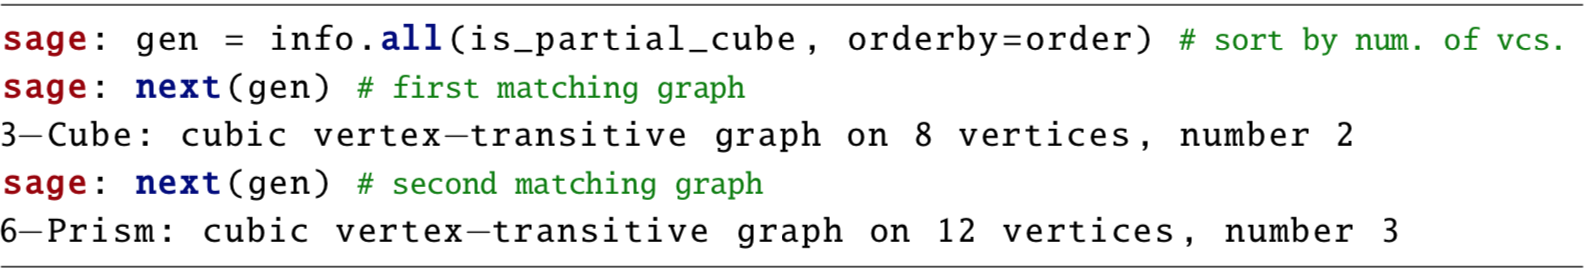 sage: gen = info.all(is_partial_cube, orderby=order) # sort by num. of vcs.
sage: next(gen) # first matching graph
3−Cube: cubic vertex−transitive graph on 8 vertices, number 2
sage: next(gen) # second matching graph
6−Prism: cubic vertex−transitive graph on 12 vertices, number 3